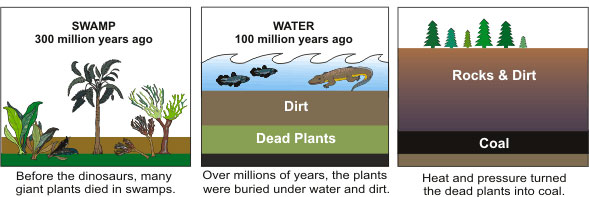 SWAMP
300 million years ago
Before the dinosaurs, many
giant plants died in swamps.
WATER
100 million years ago
Dirt
Dead Plants
Over millions of years, the plants
were buried under water and dirt.
Rocks & Dirt
Coal
Heat and pressure turned
the dead plants into coal.